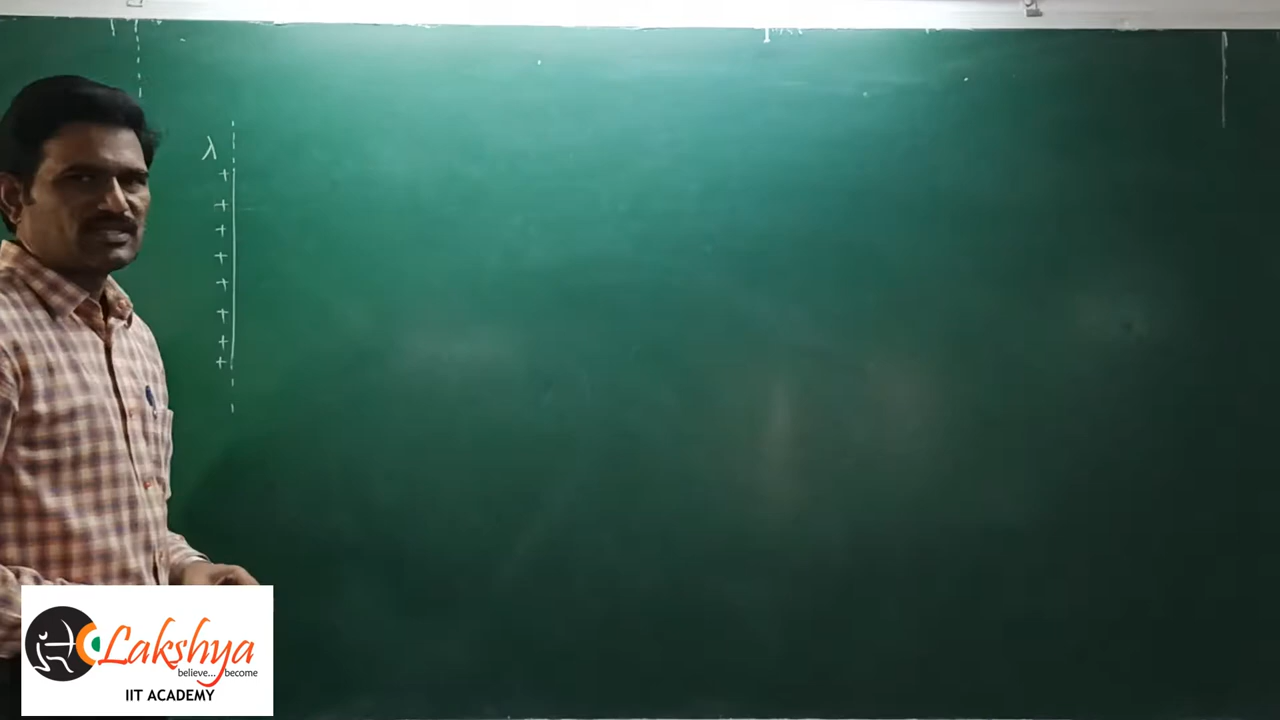 λ
+
+
+
+
+
+
+
+
Lakshya
believe... become
IIT ACADEMY